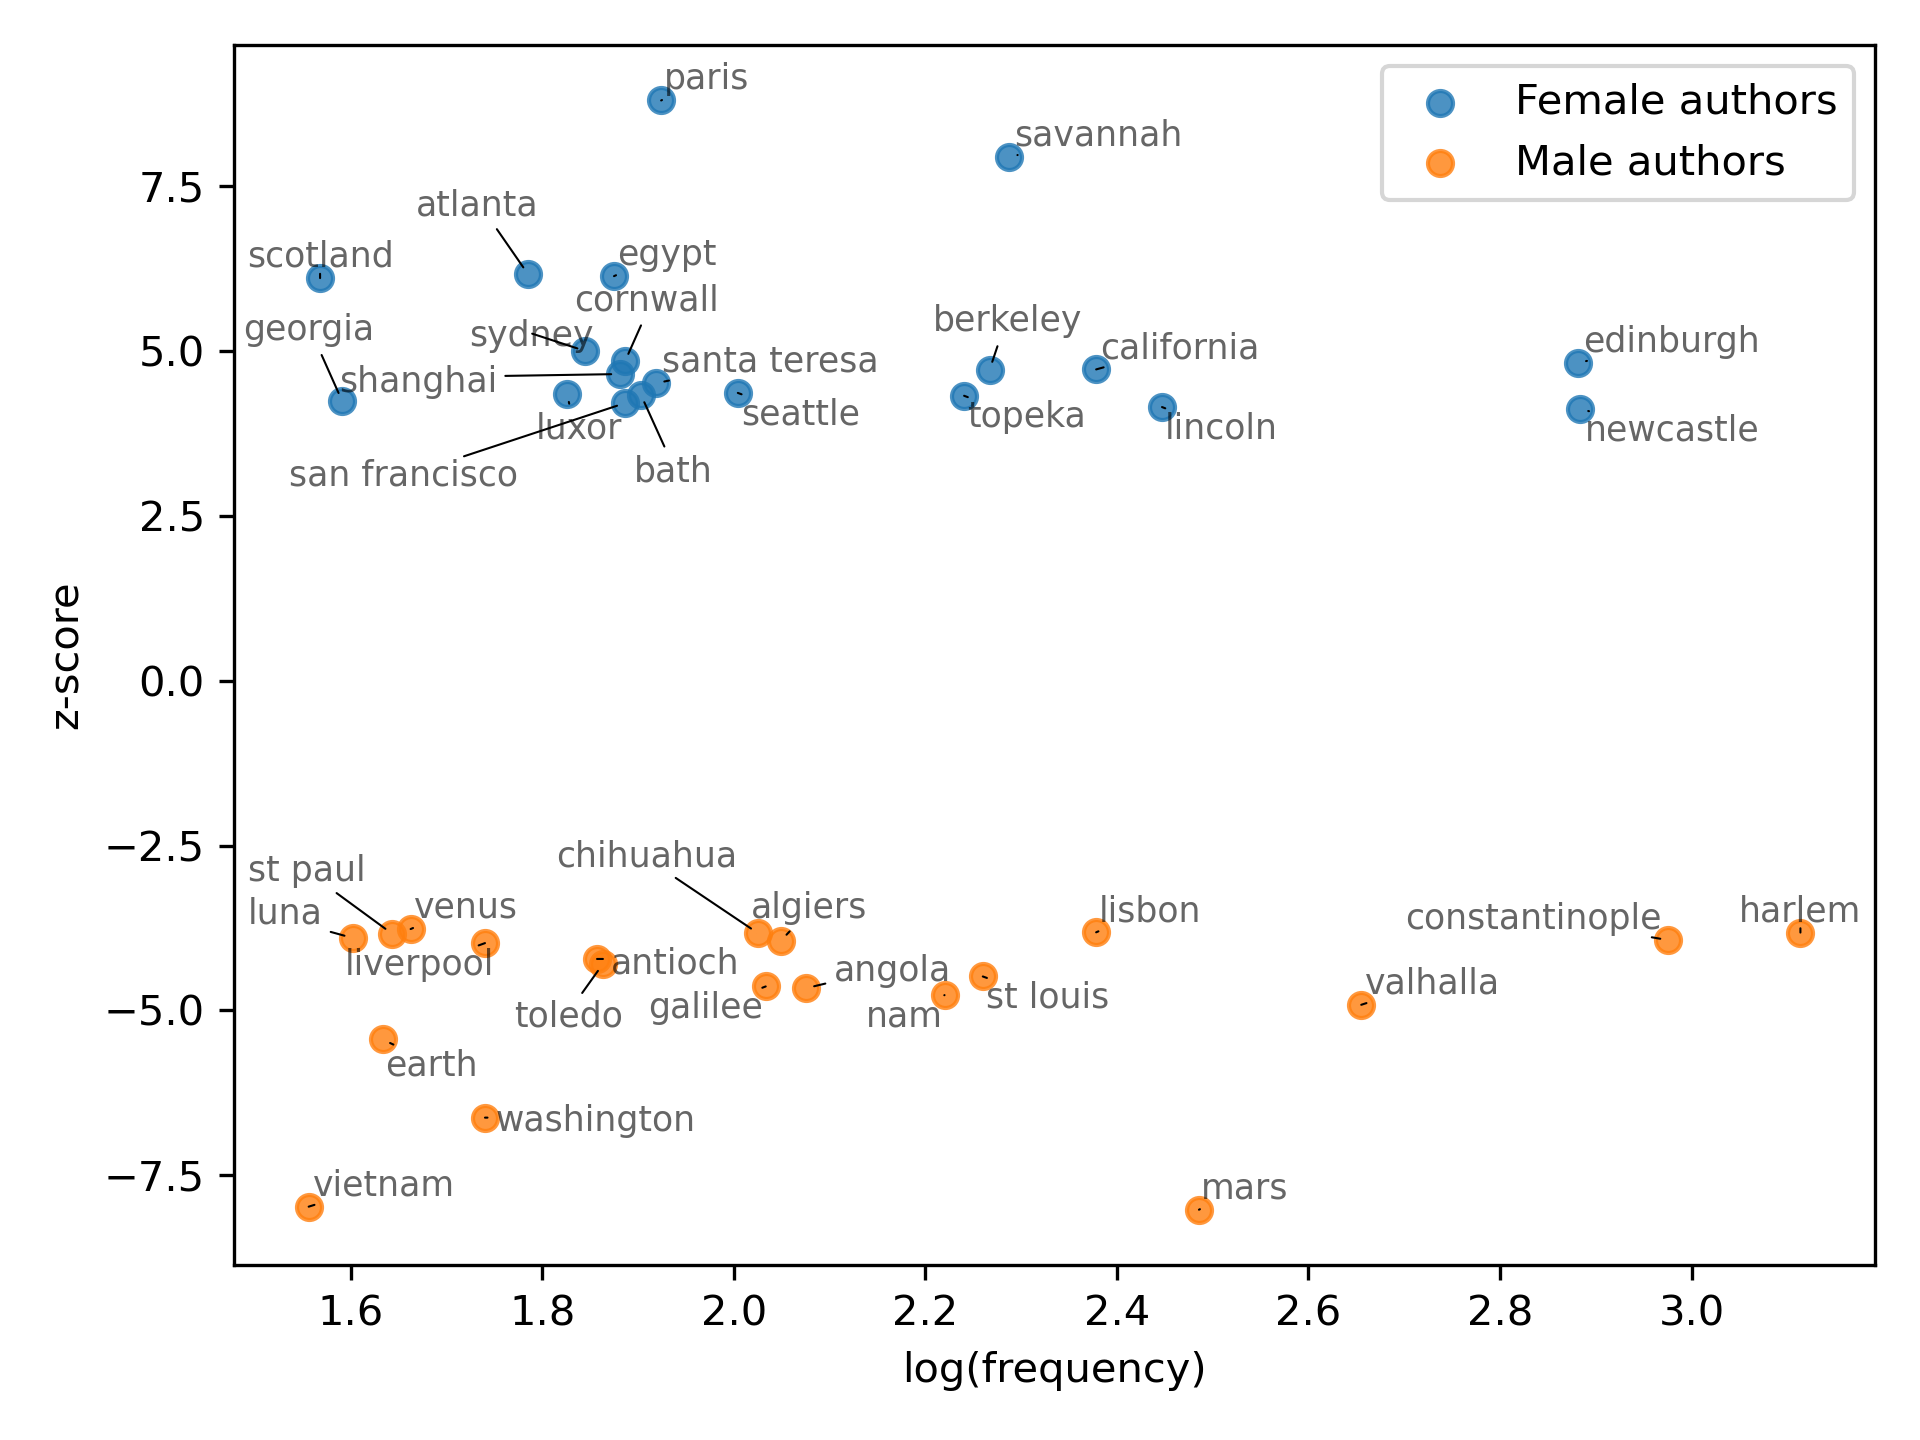 paris
Female authors
savannah
Male authors
7.5
atlanta
scotland
egypt
cornwall
georgia
sydney
berkeley
california
edinburgh
5.0
santa teresa
shanghai
seattle
topeka
luxor
lincoln
newcastle
san francisco
bath
2.5
z-score
0.0
−2.5
chihuahua
st paul
luna
venus
algiers
lisbon
constantinople
harlem
liverpool
antioch
angola
galilee
st louis
valhalla
−5.0
toledo
nam
earth
washington
−7.5
vietnam
mars
1.6 1.8 2.0 2.2 2.4 2.6 2.8 3.0
log(frequency)